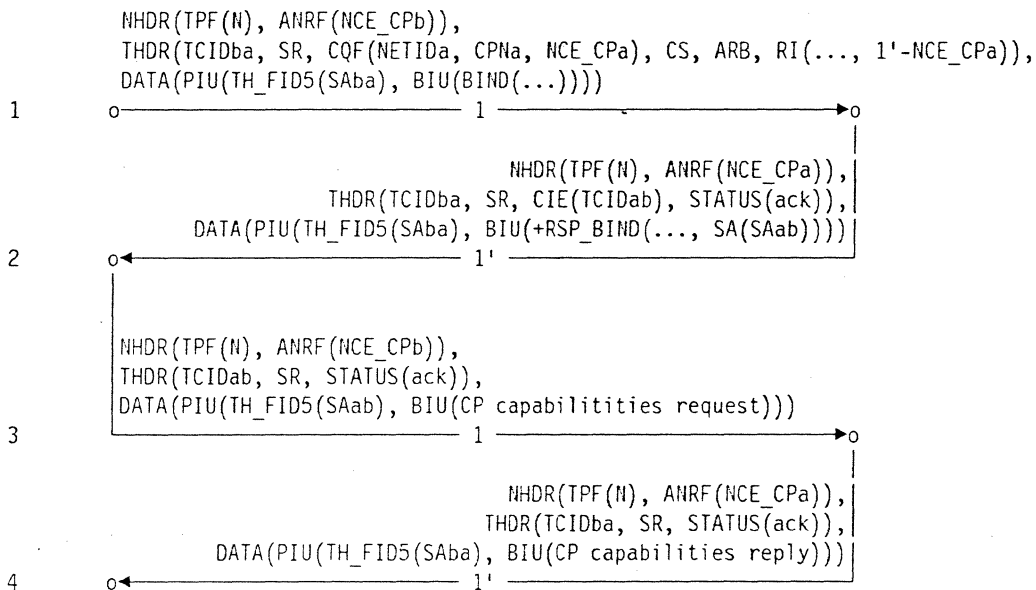 NHDR(TPF(N), ANRF(NCE_CPb)),
THDR(TCIDba, SR, CQF(NETIDa, CPNa, NCE_CPa), CS, ARB, RI(..., 1'-NCE_CPa)),
DATA(PIU(TH_FID5(SAba), BIU(BIND(...))))
1 1
NHDR(TPF(N), ANRF(NCE_CPa)),
THDR(TCIDba, SR, CIE(TCIDab), STATUS(ack)),
DATA(PIU(TH_FID5(SAba), BIU(+RSP_BIND(..., SA(SAab))))
2 1'
NHDR(TPF(N), ANRF(NCE_CPb)),
THDR(TCIDab, SR, STATUS(ack)),
DATA(PIU(TH_FID5(SAab), BIU(CP capabilitities request)))
3 1
NHDR(TPF(N), ANRF(NCE_CPa)),
THDR(TCIDba, SR, STATUS(ack)),
DATA(PIU(TH_FID5(SAba), BIU(CP capabilities reply)))
4 1'